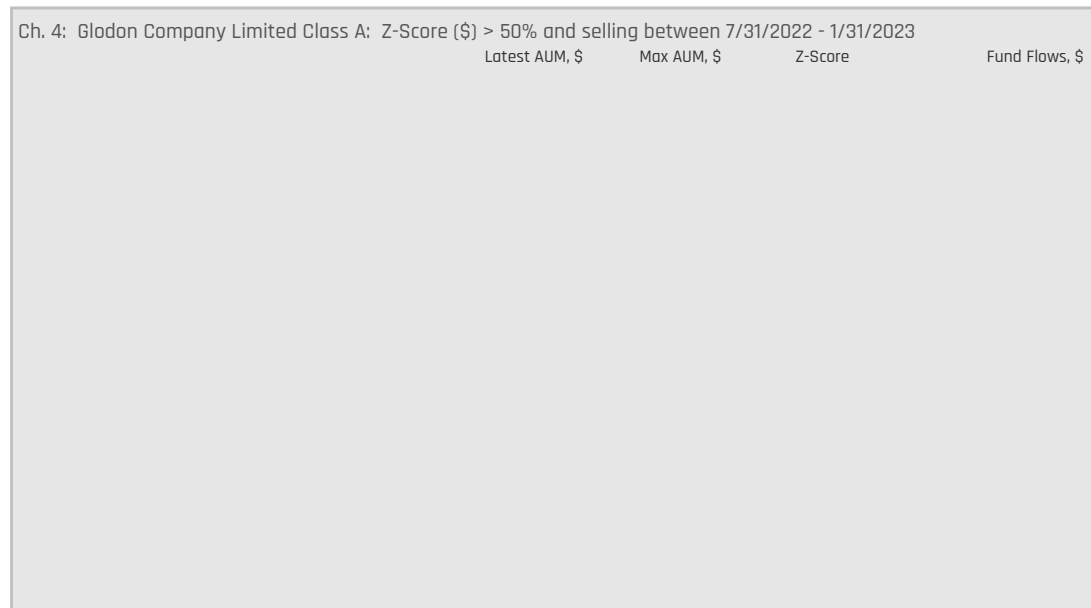 Ch. 4:  Glodon Company Limited Class A:  Z-Score ($) > 50% and selling between 7/31/2022 - 1/31/2023
Latest AUM, $ Max AUM, $ Z-Score Fund Flows, $